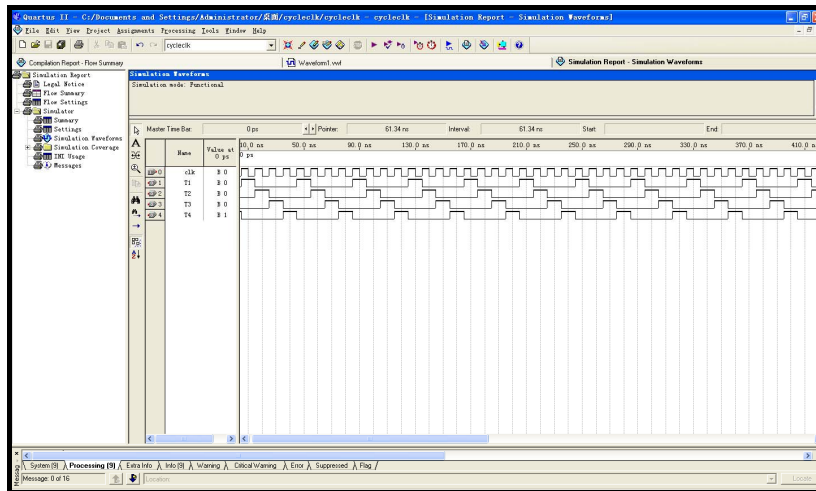 Quartus II - C:/Documents and Settings/Administrator/桌面/cycleclk/cycleclk - cycleclk - [Simulation Report - Simulation Waveforms]
File Edit View Project Assignments Processing Tools Window Help
cycleclk
Compilation Report - Flow Summary
Waveform1.vwf
Simulation Report - Simulation Waveforms
Simulation Report
Legal Notice
Flow Summary
Flow Settings
Simulator
Summary
Settings
Simulation Waveforms
Simulation Coverage
INI Usage
Messages
Simulation Waveforms
Simulation mode: Functional
Master Time Bar: 0 ps Pointer: 61.34 ns Interval: 61.34 ns Start: End:
Name Value at 0 ps
10.0 ns 50.0 ns 90.0 ns 130.0 ns 170.0 ns 210.0 ns 250.0 ns 290.0 ns 330.0 ns 370.0 ns 410.0 n
0 ps
0 clk B 0
1 T1 B 0
2 T2 B 0
3 T3 B 0
4 T4 B 1
System (9) Processing (9) Extra Info Info (9) Warning Critical Warning Error Suppressed Flag
Message: 0 of 16
Location:
Locate